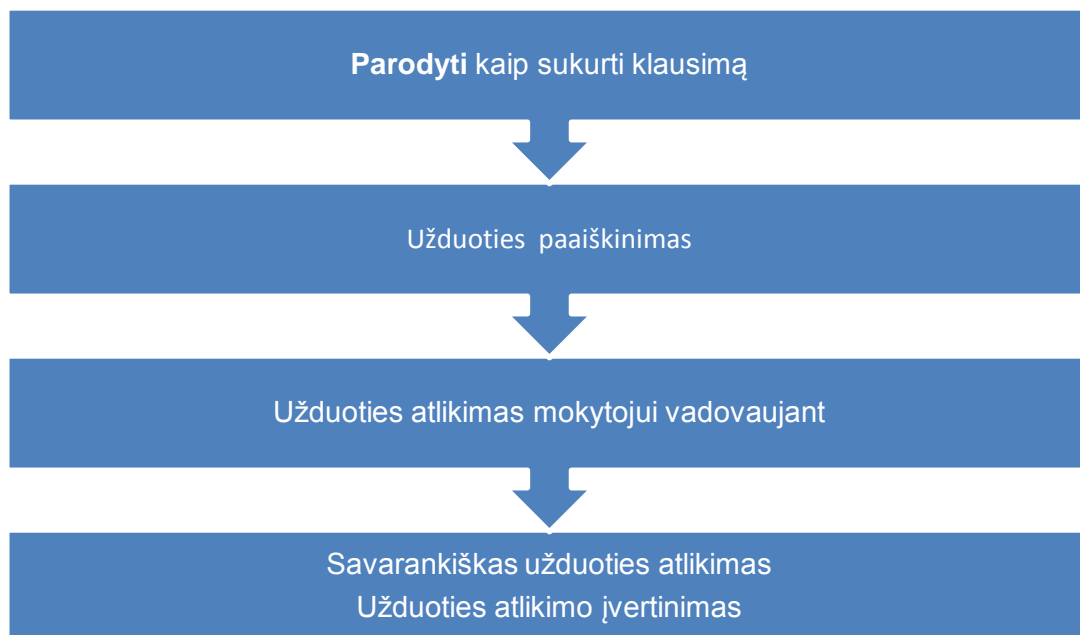 Parodyti kaip sukurti klausimą
Užduoties paaiškinimas
Užduoties atlikimas mokytojui vadovaujant
Savarankiškas užduoties atlikimas
Užduoties atlikimo įvertinimas